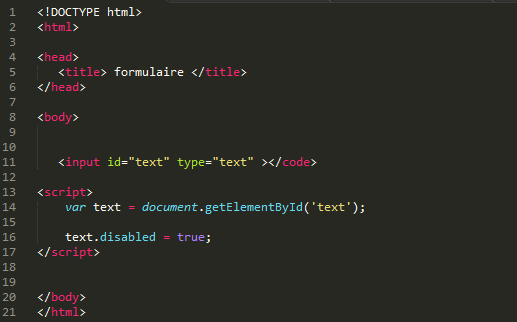 1 <!DOCTYPE html>
2 <html>
3
4 <head>
5 <title> formulaire </title>
6 </head>
7
8 <body>
9
10
11 <input id="text" type="text" ></code>
12
13 <script>
14 var text = document.getElementById('text');
15
16 text.disabled = true;
17 </script>
18
19
20 </body>
21 </html>